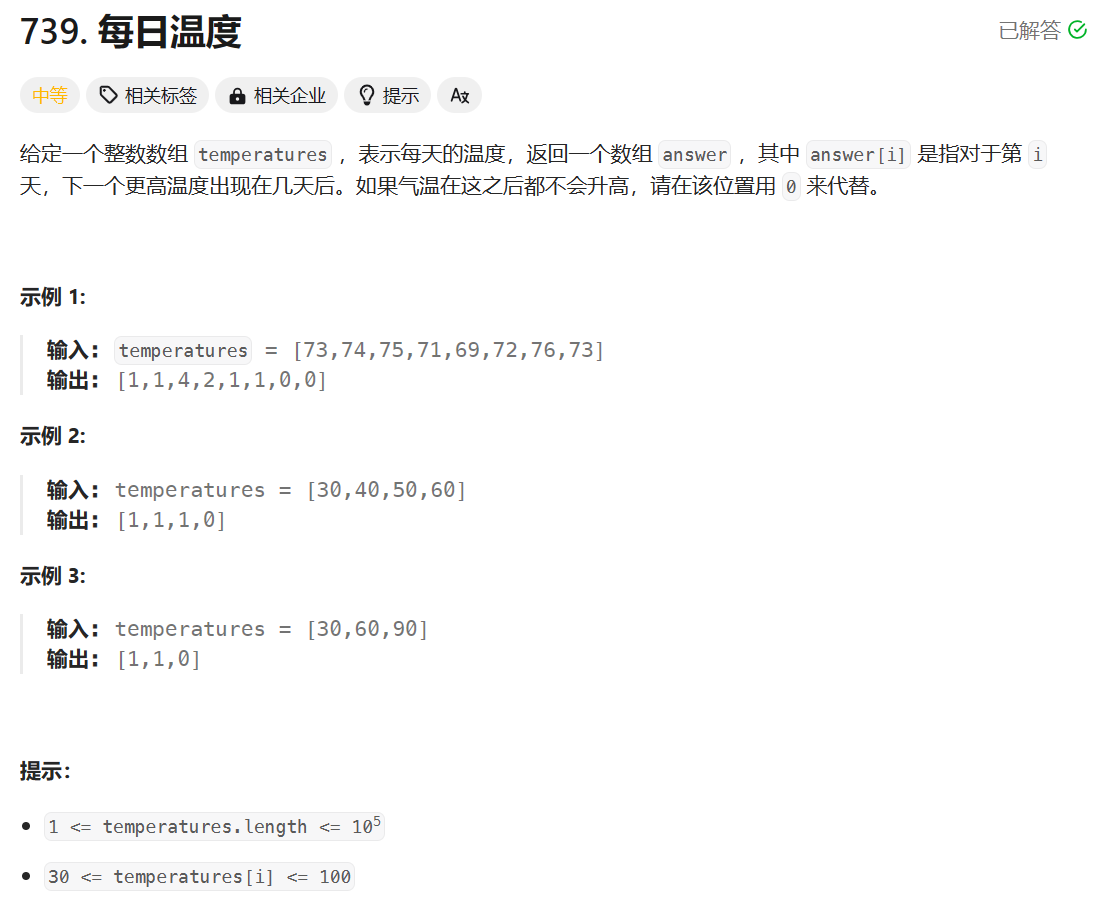 739. 每日温度
已解答
中等 相关标签 相关企业 提示 Ax
给定一个整数数组 temperatures ，表示每天的温度，返回一个数组 answer ，其中 answer[i] 是指对于第 i
天，下一个更高温度出现在几天后。如果气温在这之后都不会升高，请在该位置用 0 来代替。
示例 1:
输入: temperatures = [73,74,75,71,69,72,76,73]
输出: [1,1,4,2,1,1,0,0]
示例 2:
输入: temperatures = [30,40,50,60]
输出: [1,1,1,0]
示例 3:
输入: temperatures = [30,60,90]
输出: [1,1,0]
提示：
1 <= temperatures.length <= 10⁵
30 <= temperatures[i] <= 100